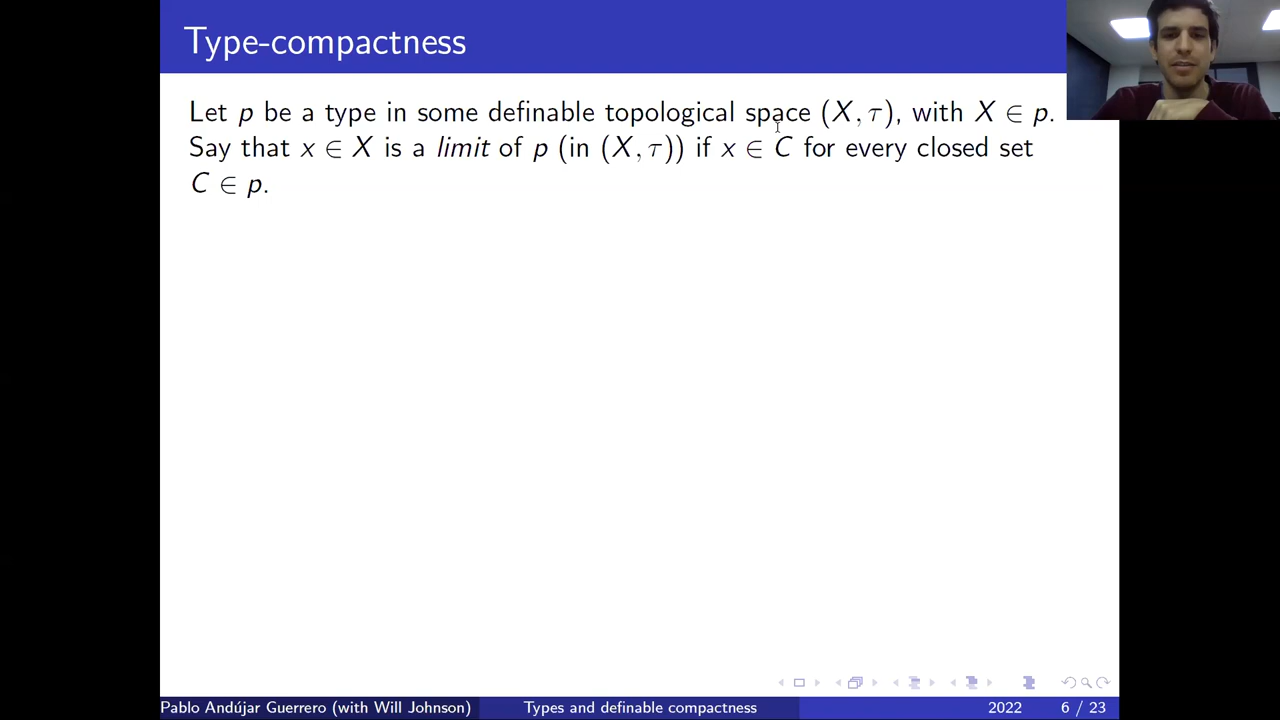 Type-compactness
Let p be a type in some definable topological space (X, τ), with X ∈ p.
Say that x ∈ X is a limit of p (in (X, τ)) if x ∈ C for every closed set
C ∈ p.
Pablo Andújar Guerrero (with Will Johnson) Types and definable compactness 2022 6 / 23